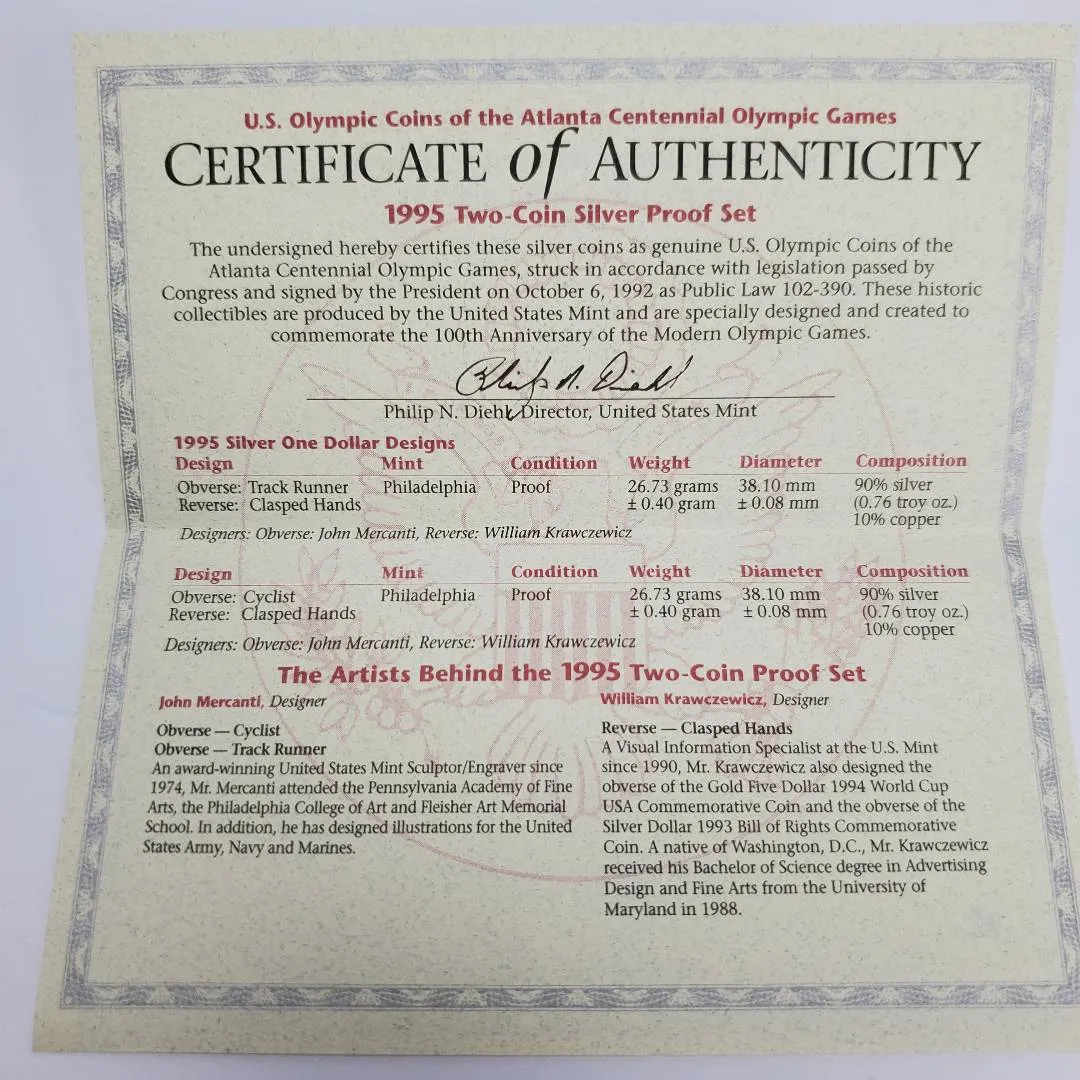 U.S. Olympic Coins of the Atlanta Centennial Olympic Games
CERTIFICATE of AUTHENTICITY
1995 Two-Coin Silver Proof Set
The undersigned hereby certifies these silver coins as genuine U.S. Olympic Coins of the
Atlanta Centennial Olympic Games, struck in accordance with legislation passed by
Congress and signed by the President on October 6, 1992 as Public Law 102-390. These historic
collectibles are produced by the United States Mint and are specially designed and created to
commemorate the 100th Anniversary of the Modern Olympic Games.
Philip N. Diehl
Philip N. Diehl, Director, United States Mint
1995 Silver One Dollar Designs
Design Mint Condition Weight Diameter Composition
Obverse: Track Runner Philadelphia Proof 26.73 grams 38.10 mm 90% silver
Reverse: Clasped Hands ± 0.40 gram ± 0.08 mm (0.76 troy oz.)
10% copper
Designers: Obverse: John Mercanti, Reverse: William Krawczewicz
Design Mint Condition Weight Diameter Composition
Obverse: Cyclist Philadelphia Proof 26.73 grams 38.10 mm 90% silver
Reverse: Clasped Hands ± 0.40 gram ± 0.08 mm (0.76 troy oz.)
10% copper
Designers: Obverse: John Mercanti, Reverse: William Krawczewicz
The Artists Behind the 1995 Two-Coin Proof Set
John Mercanti, Designer
Obverse — Cyclist
Obverse — Track Runner
An award-winning United States Mint Sculptor/Engraver since
1974, Mr. Mercanti attended the Pennsylvania Academy of Fine
Arts, the Philadelphia College of Art and Fleisher Art Memorial
School. In addition, he has designed illustrations for the United
States Army, Navy and Marines.
William Krawczewicz, Designer
Reverse — Clasped Hands
A Visual Information Specialist at the U.S. Mint
since 1990, Mr. Krawczewicz also designed the
obverse of the Gold Five Dollar 1994 World Cup
USA Commemorative Coin and the obverse of the
Silver Dollar 1993 Bill of Rights Commemorative
Coin. A native of Washington, D.C., Mr. Krawczewicz
received his Bachelor of Science degree in Advertising
Design and Fine Arts from the University of
Maryland in 1988.